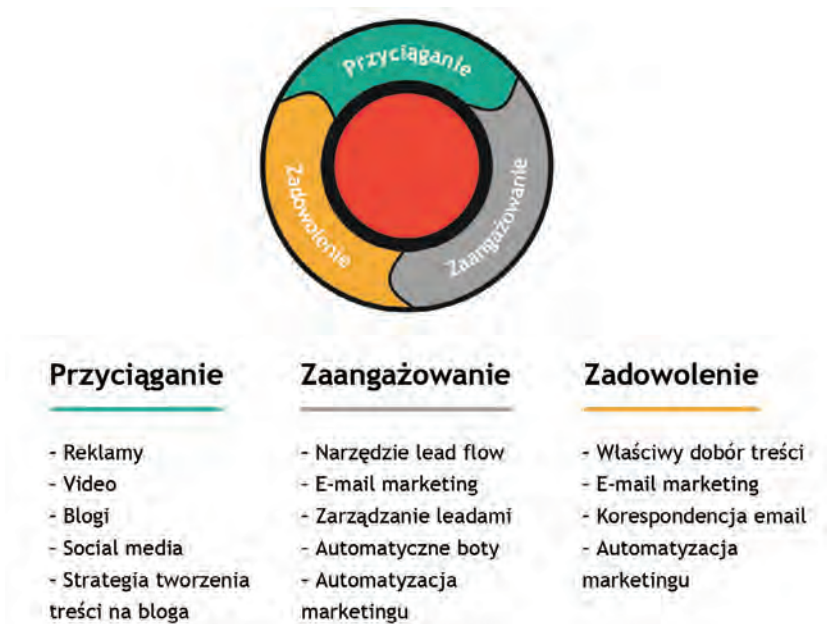 Przyciąganie
Zaangażowanie
Zadowolenie
Przyciąganie
- Reklamy
- Video
- Blogi
- Social media
- Strategia tworzenia
treści na bloga
Zaangażowanie
- Narzędzie lead flow
- E-mail marketing
- Zarządzanie leadami
- Automatyczne boty
- Automatyzacja
marketingu
Zadowolenie
- Właściwy dobór treści
- E-mail marketing
- Korespondencja email
- Automatyzacja
marketingu